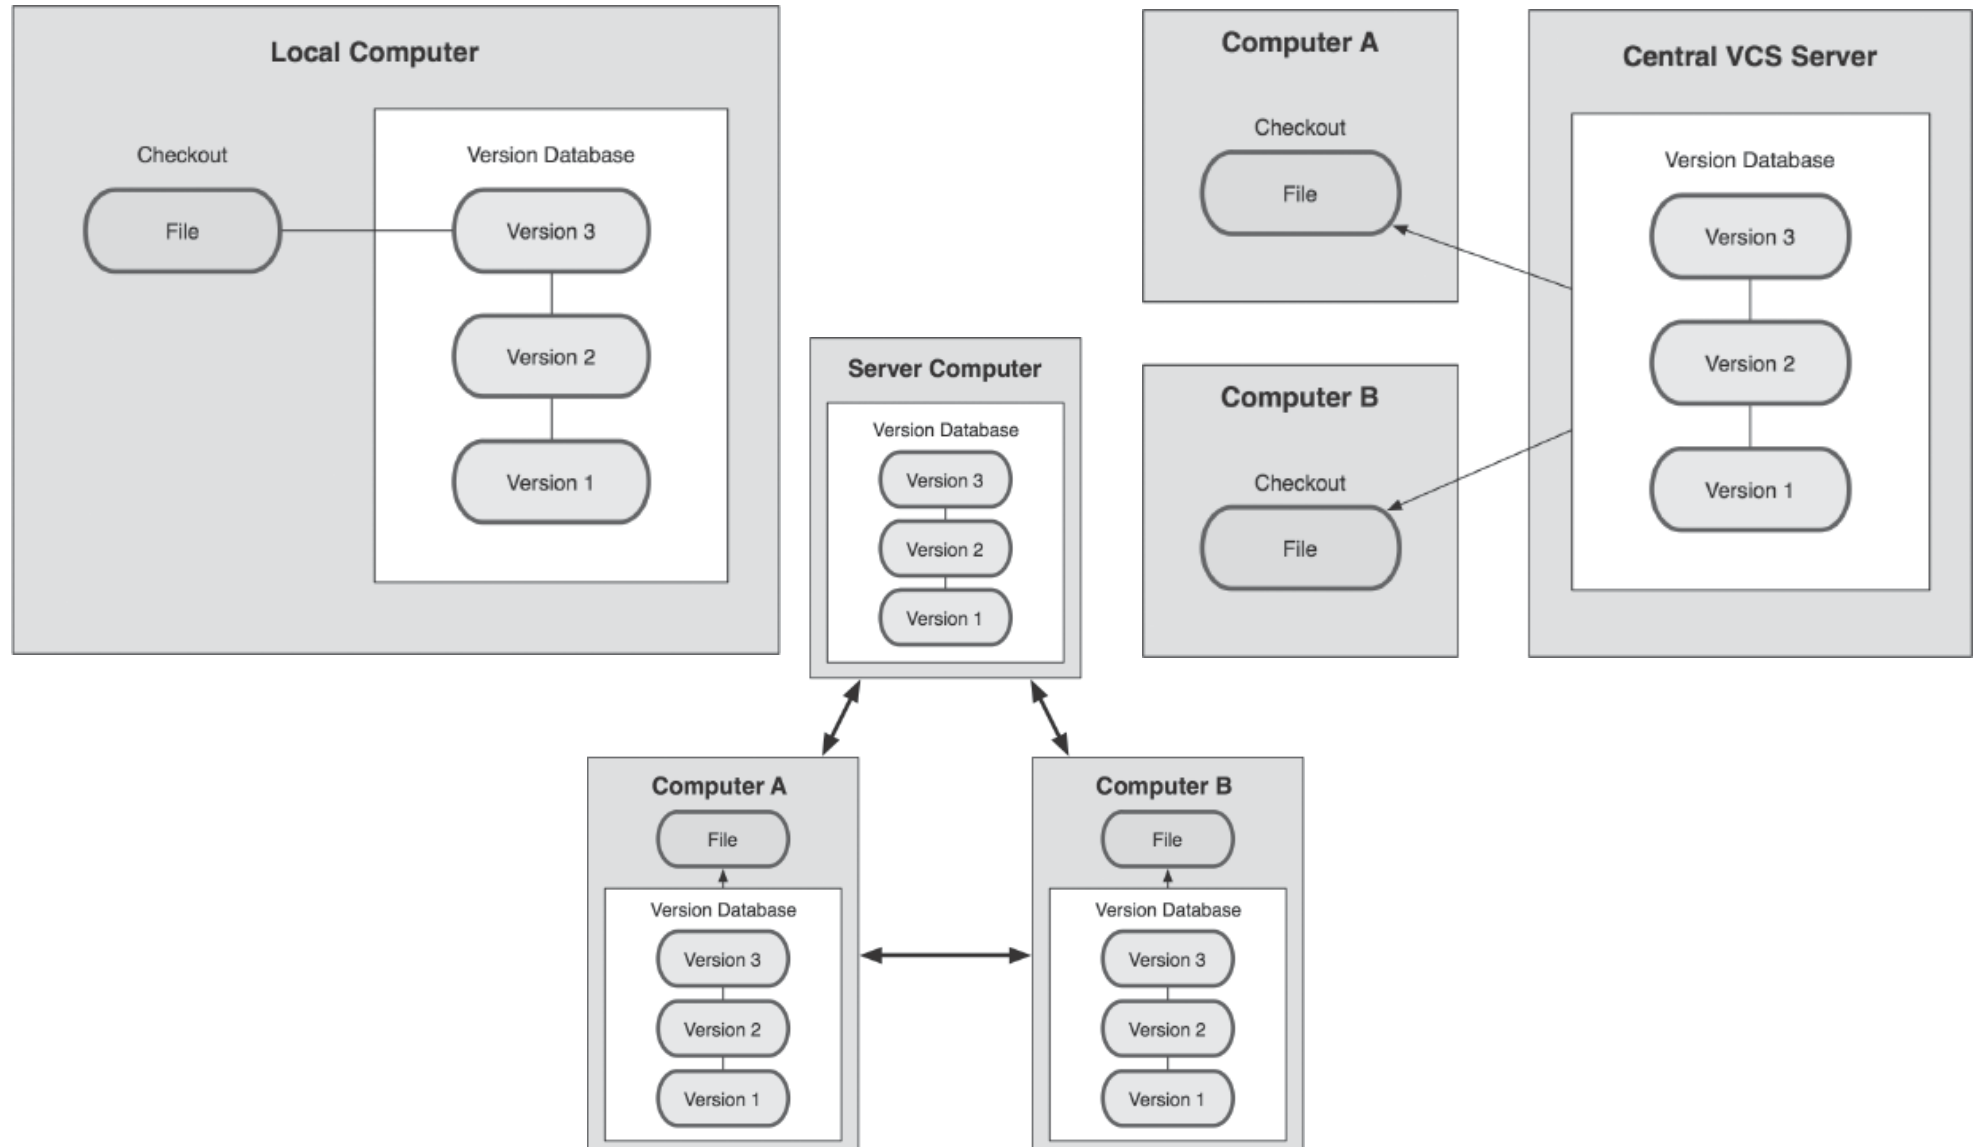 Local Computer
Checkout
Version Database
File
Version 3
Version 2
Version 1
Computer A
Checkout
File
Computer B
Checkout
File
Central VCS Server
Version Database
Version 3
Version 2
Version 1
Server Computer
Version Database
Version 3
Version 2
Version 1
Computer A
File
Version Database
Version 3
Version 2
Version 1
Computer B
File
Version Database
Version 3
Version 2
Version 1